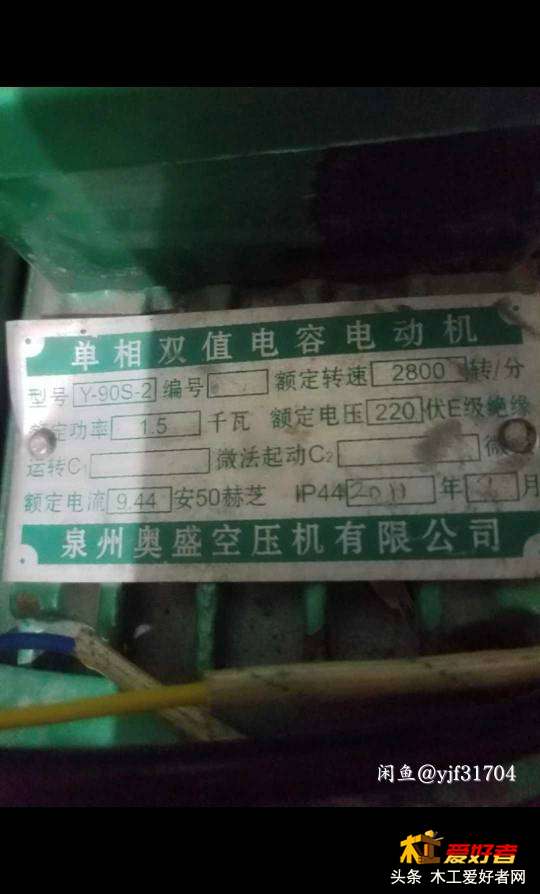 单相双值电容电动机
型号 Y-90S-2 编号 额定转速 2800 转/分
额定功率 1.5 千瓦 额定电压 220 伏E级绝缘
运转C1 微法起动C2 微
额定电流 9.44 安50赫芝 IP44 2011 年 月
泉州奥盛空压机有限公司
闲鱼@yjf31704
木工爱好者
头条 木工爱好者网